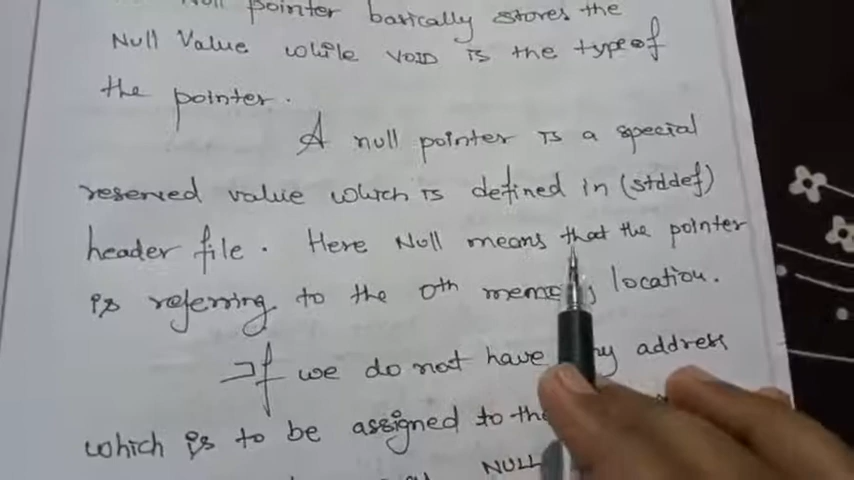 Null pointer basically stores the
Null Value while VOID is the type of
the pointer.
A null pointer is a special
reserved value which is defined in (stddef)
header file. Here Null means that the pointer
is referring to the 0th memory location.
If we do not have any address
which is to be assigned to the
NULL